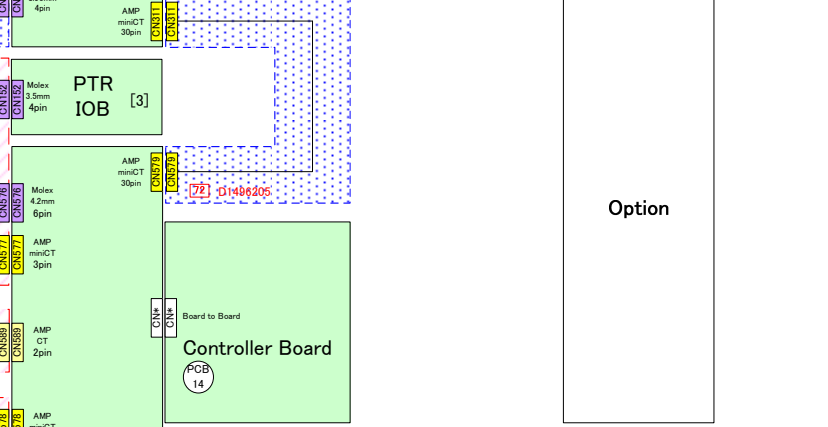 4pin
AMP
miniCT
30pin
CN311
CN311
CN152
CN152
Molex
3.5mm
4pin
PTR
IOB
[3]
AMP
miniCT
30pin
CN579
CN579
72
D1496205
CN576
CN576
Molex
4.2mm
6pin
CN577
CN577
AMP
miniCT
3pin
CN*
CN*
Board to Board
Controller Board
PCB
14
CN589
CN589
AMP
CT
2pin
AMP
Option